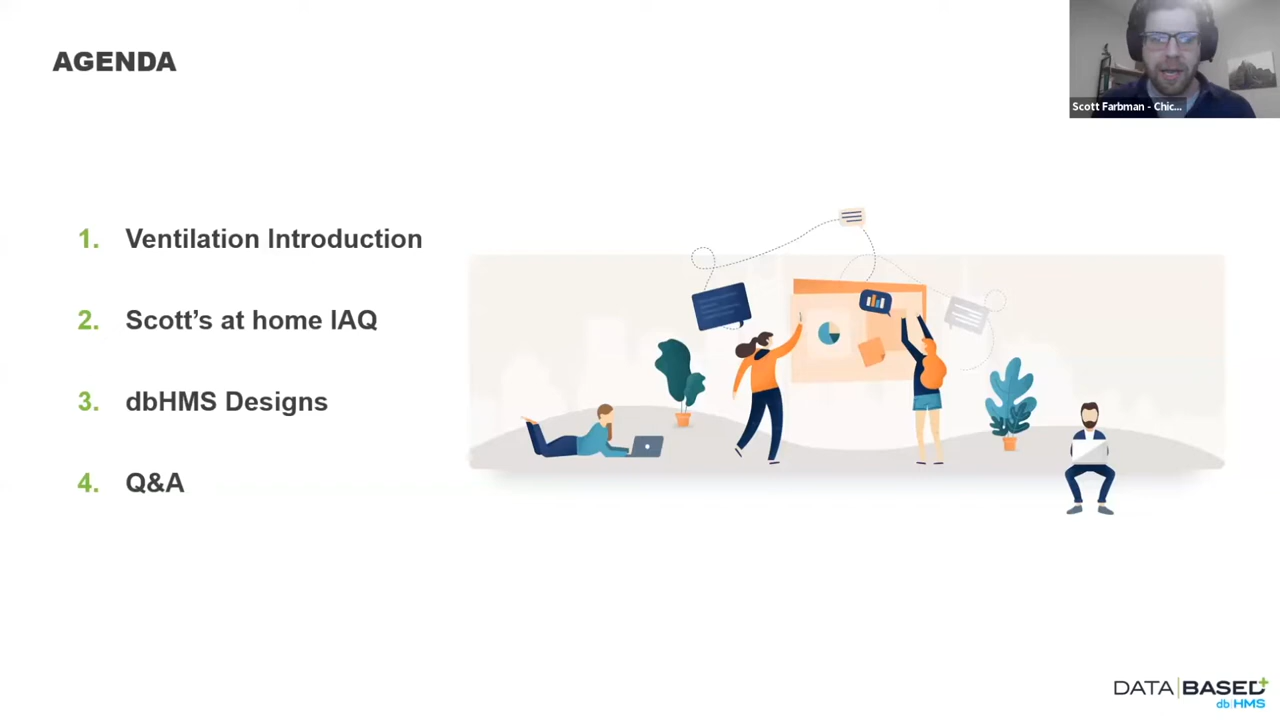 AGENDA
Scott Farbman - Chic...
1. Ventilation Introduction
2. Scott's at home IAQ
3. dbHMS Designs
4. Q&A
DATA|BASED+
db|HMS